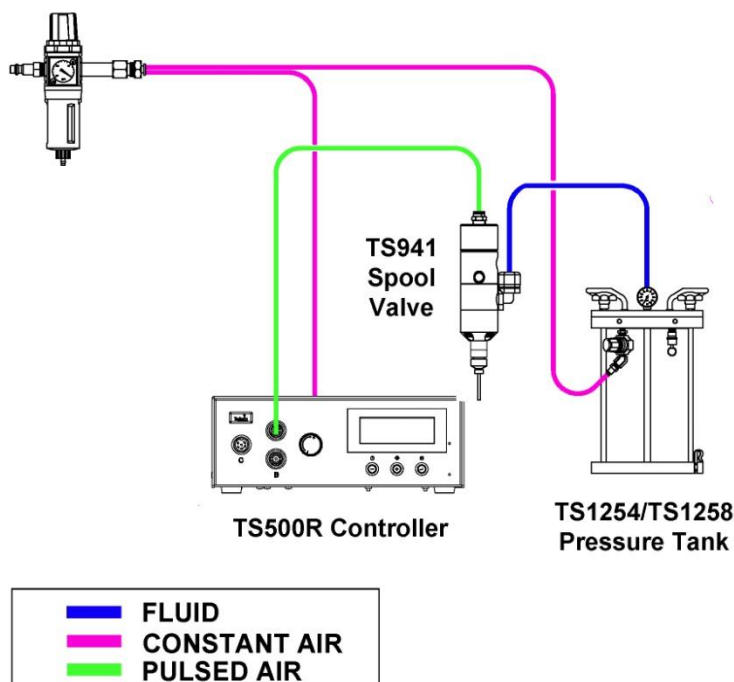 TS941
Spool
Valve
C
B
TS500R Controller
TS1254/TS1258
Pressure Tank
FLUID
CONSTANT AIR
PULSED AIR